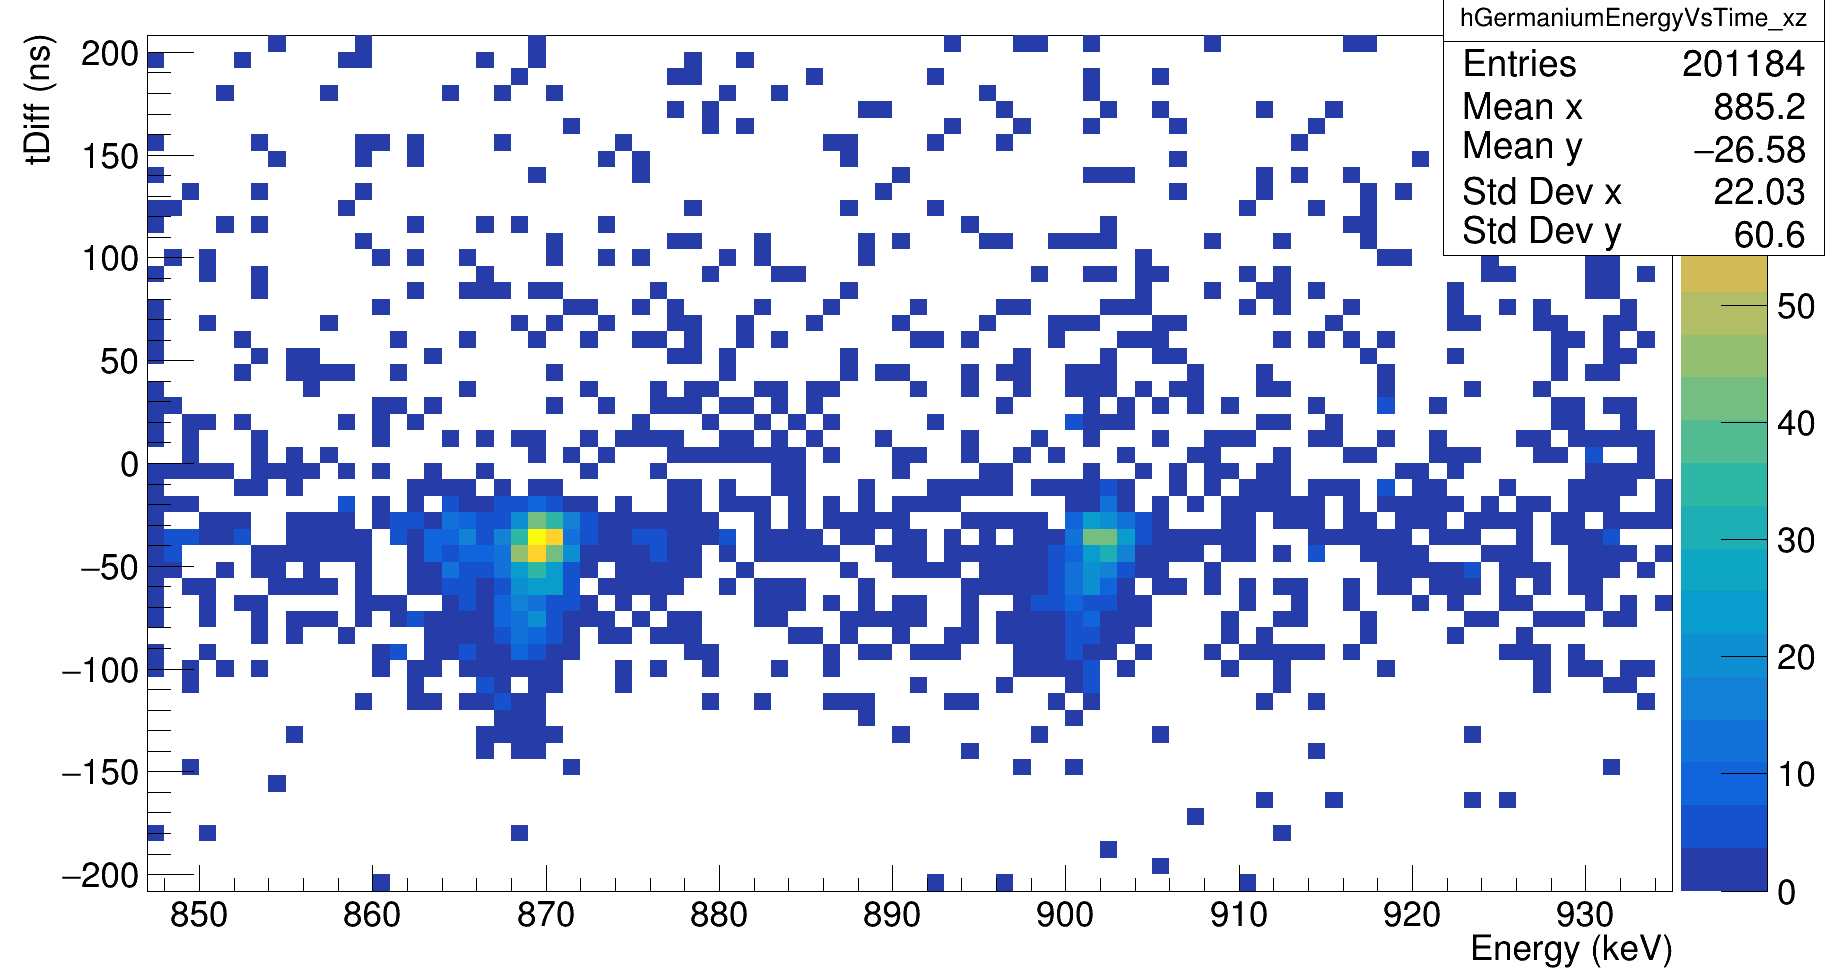 hGermaniumEnergyVsTime_xz
Entries 201184
Mean x 885.2
Mean y −26.58
Std Dev x 22.03
Std Dev y 60.6
tDiff (ns)
200
150
100
50
0
−50
−100
−150
−200
850 860 870 880 890 900 910 920 930
Energy (keV)
50
40
30
20
10
0